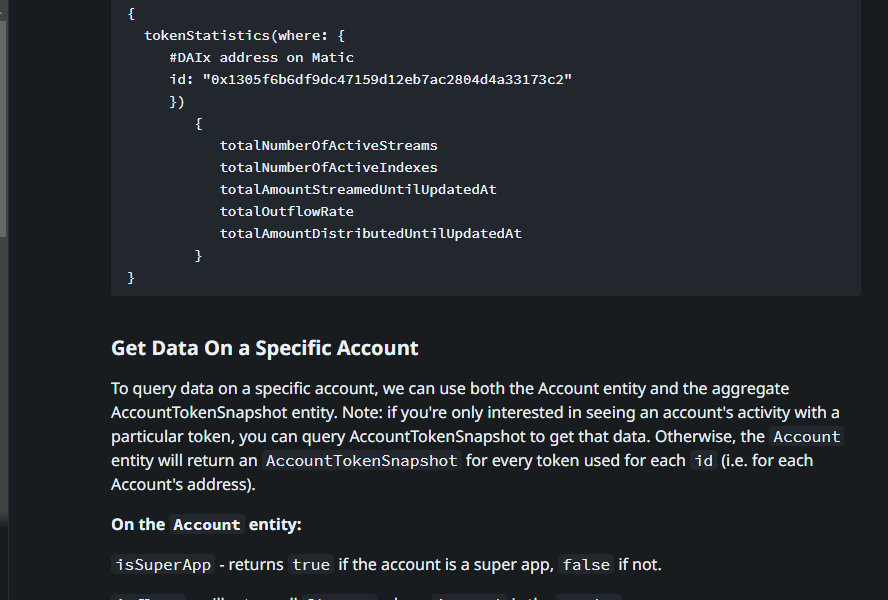 {
tokenStatistics(where: {
#DAIx address on Matic
id: "0x1305f6b6df9dc47159d12eb7ac2804d4a33173c2"
})
{
totalNumberOfActiveStreams
totalNumberOfActiveIndexes
totalAmountStreamedUntilUpdatedAt
totalOutflowRate
totalAmountDistributedUntilUpdatedAt
}
}
Get Data On a Specific Account
To query data on a specific account, we can use both the Account entity and the aggregate
AccountTokenSnapshot entity. Note: if you're only interested in seeing an account's activity with a
particular token, you can query AccountTokenSnapshot to get that data. Otherwise, the Account
entity will return an AccountTokenSnapshot for every token used for each id (i.e. for each
Account's address).
On the Account entity:
isSuperApp - returns true if the account is a super app, false if not.